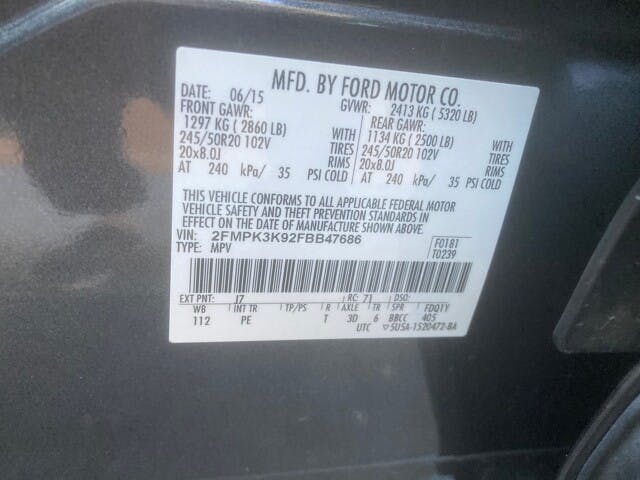 MFD. BY FORD MOTOR CO.
DATE: 06/15 GVWR: 2413 KG ( 5320 LB)
FRONT GAWR: REAR GAWR:
1297 KG ( 2860 LB) WITH 1134 KG ( 2500 LB) WITH
245/50R20 102V TIRES 245/50R20 102V TIRES
20x8.0J RIMS 20x8.0J RIMS
AT 240 kPa/ 35 PSI COLD AT 240 kPa/ 35 PSI COLD
THIS VEHICLE CONFORMS TO ALL APPLICABLE FEDERAL MOTOR
VEHICLE SAFETY AND THEFT PREVENTION STANDARDS IN
EFFECT ON THE DATE OF MANUFACTURE SHOWN ABOVE.
VIN: 2FMPK3K92FBB47686 F0181
TYPE: MPV T0239
EXT PNT: J7 RC: 71 DSO:
WB INT TR TP/PS R AXLE TR SPR FDQ1Y
112 PE T 3D 6 BBCC 405
UTC ▽5U5A-1520472-BA